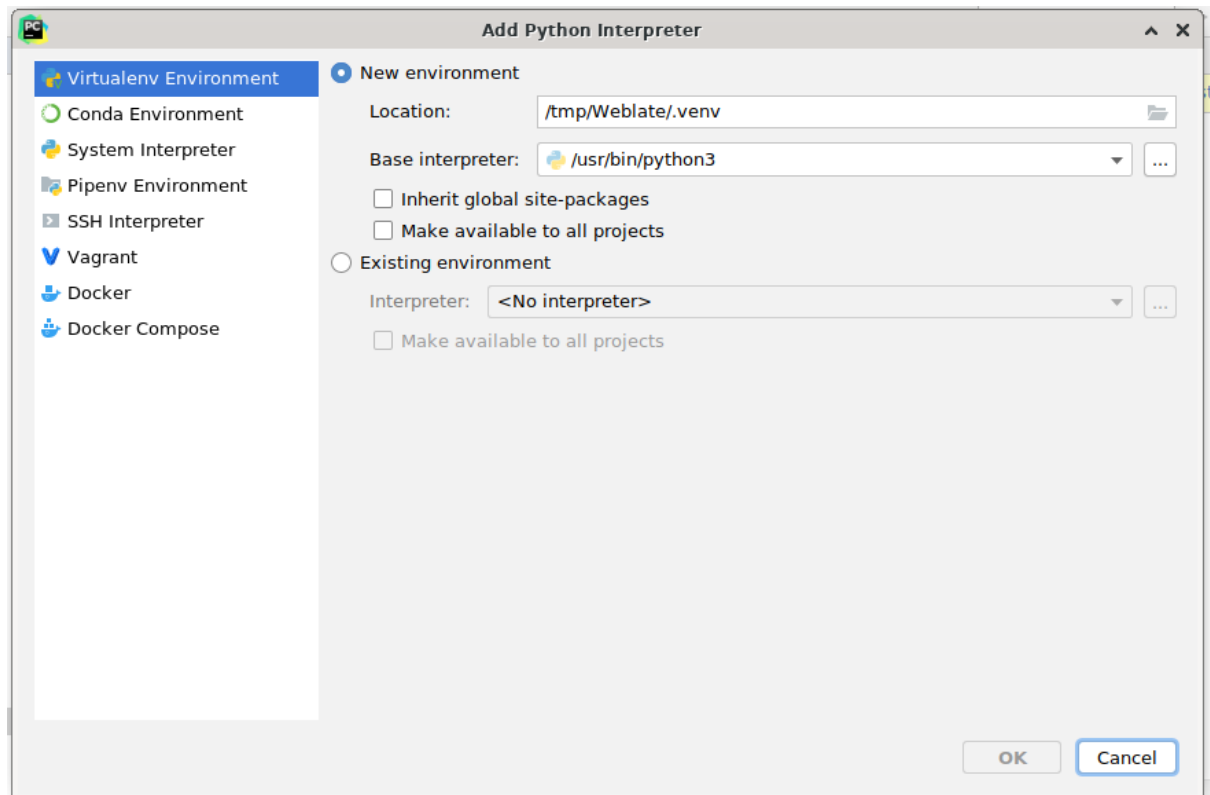 PC
Add Python Interpreter
Virtualenv Environment
Conda Environment
System Interpreter
Pipenv Environment
SSH Interpreter
Vagrant
Docker
Docker Compose
New environment
Location: /tmp/Weblate/.venv
Base interpreter: /usr/bin/python3 ...
Inherit global site-packages
Make available to all projects
Existing environment
Interpreter: <No interpreter> ...
Make available to all projects
OK Cancel